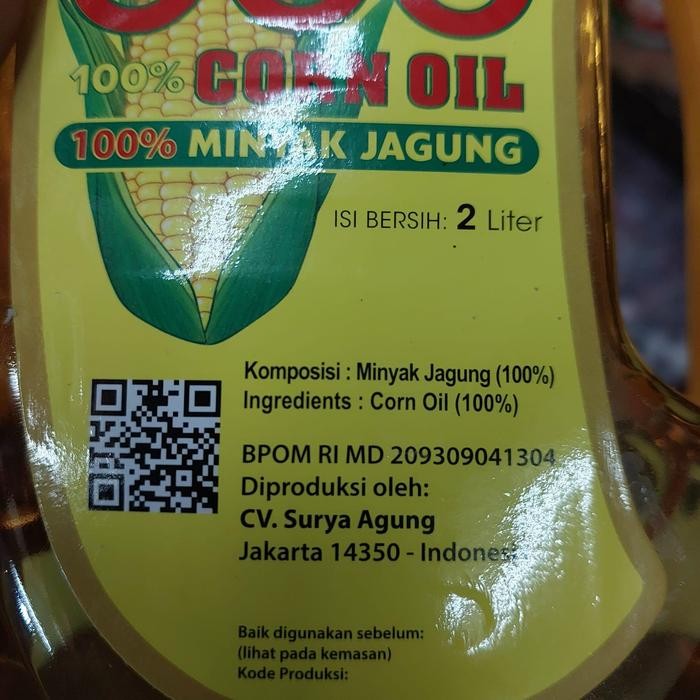 100% CORN OIL
100% MINYAK JAGUNG
ISI BERSIH: 2 Liter
Komposisi : Minyak Jagung (100%)
Ingredients : Corn Oil (100%)
BPOM RI MD 209309041304
Diproduksi oleh:
CV. Surya Agung
Jakarta 14350 - Indonesia
Baik digunakan sebelum:
(lihat pada kemasan)
Kode Produksi: